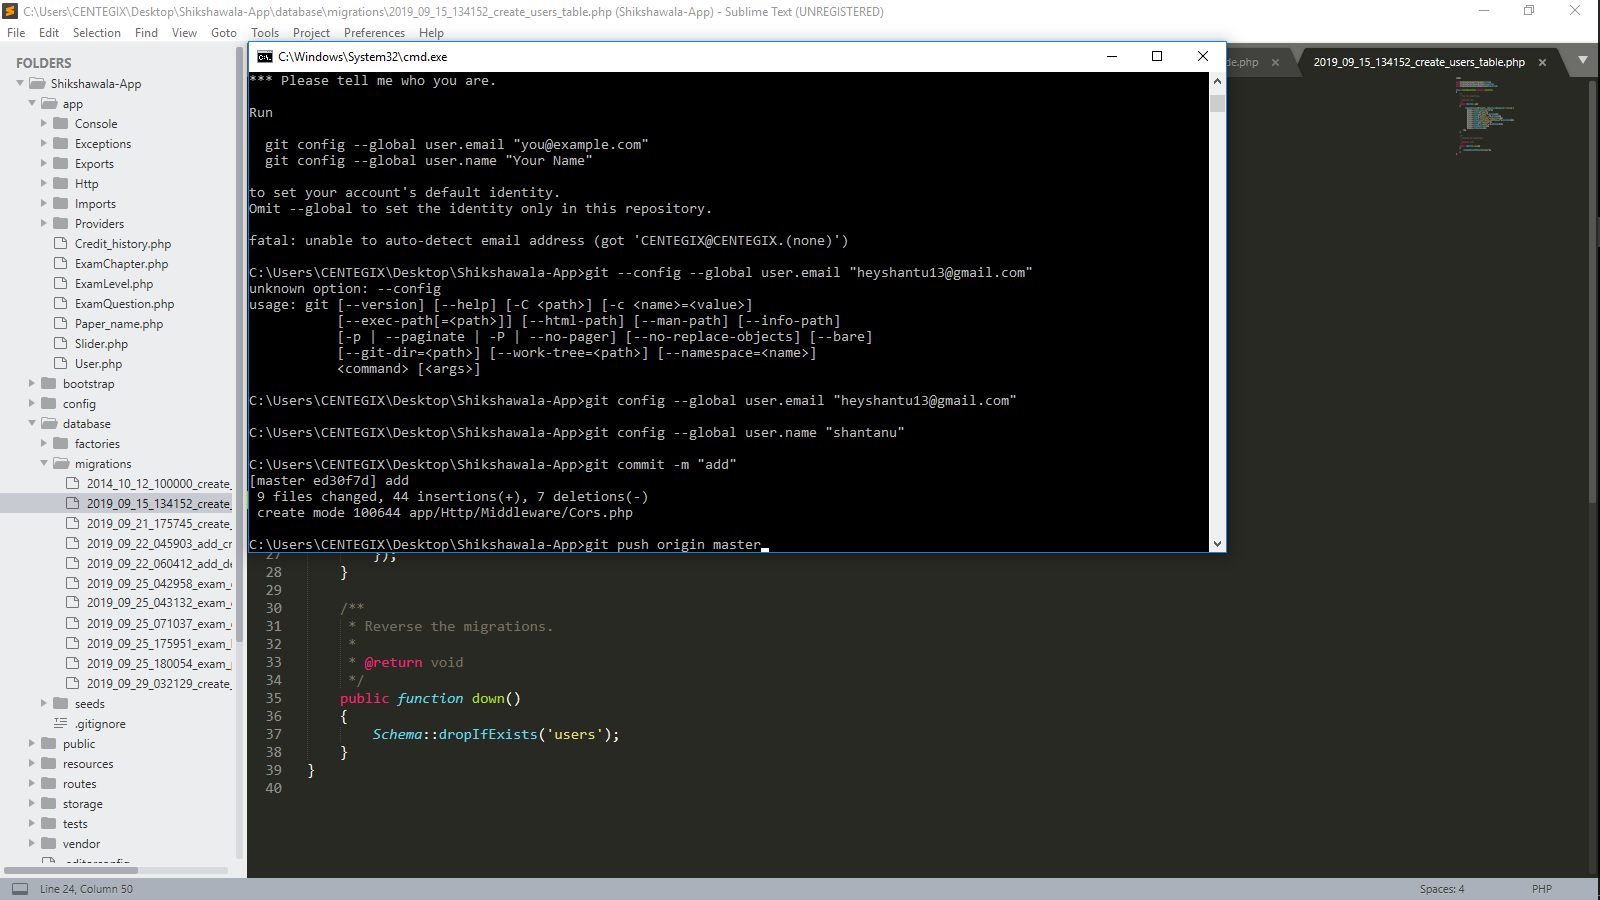 C:\Users\CENTEGIX\Desktop\Shikshawala-App\database\migrations\2019_09_15_134152_create_users_table.php (Shikshawala-App) - Sublime Text (UNREGISTERED)
File Edit Selection Find View Goto Tools Project Preferences Help
FOLDERS
Shikshawala-App
app
Console
Exceptions
Exports
Http
Imports
Providers
Credit_history.php
ExamChapter.php
ExamLevel.php
ExamQuestion.php
Paper_name.php
Slider.php
User.php
bootstrap
config
database
factories
migrations
2014_10_12_100000_create_
2019_09_15_134152_create_
2019_09_21_175745_create_
2019_09_22_045903_add_cr
2019_09_22_060412_add_de
2019_09_25_042958_exam_
2019_09_25_043132_exam_
2019_09_25_071037_exam_
2019_09_25_175951_exam_
2019_09_25_180054_exam_
2019_09_29_032129_create_
seeds
.gitignore
public
resources
routes
storage
tests
vendor
.editorconfig
C:\Windows\System32\cmd.exe
*** Please tell me who you are.
Run
git config --global user.email "you@example.com"
git config --global user.name "Your Name"
to set your account's default identity.
Omit --global to set the identity only in this repository.
fatal: unable to auto-detect email address (got 'CENTEGIX@CENTEGIX.(none)')
C:\Users\CENTEGIX\Desktop\Shikshawala-App>git --config --global user.email "heyshantu13@gmail.com"
unknown option: --config
usage: git [--version] [--help] [-C <path>] [-c <name>=<value>]
[--exec-path[=<path>]] [--html-path] [--man-path] [--info-path]
[-p | --paginate | -P | --no-pager] [--no-replace-objects] [--bare]
[--git-dir=<path>] [--work-tree=<path>] [--namespace=<name>]
<command> [<args>]
C:\Users\CENTEGIX\Desktop\Shikshawala-App>git config --global user.email "heyshantu13@gmail.com"
C:\Users\CENTEGIX\Desktop\Shikshawala-App>git config --global user.name "shantanu"
C:\Users\CENTEGIX\Desktop\Shikshawala-App>git commit -m "add"
[master ed30f7d] add
9 files changed, 44 insertions(+), 7 deletions(-)
create mode 100644 app/Http/Middleware/Cors.php
C:\Users\CENTEGIX\Desktop\Shikshawala-App>git push origin master
de.php
2019_09_15_134152_create_users_table.php
27 });
28 }
29
30 /**
31 * Reverse the migrations.
32 *
33 * @return void
34 */
35 public function down()
36 {
37 Schema::dropIfExists('users');
38 }
39 }
40
Line 24, Column 50
Spaces: 4
PHP